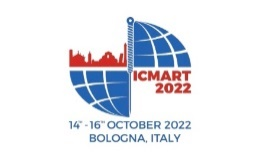 ICMART
2022
14th - 16th OCTOBER 2022
BOLOGNA, ITALY